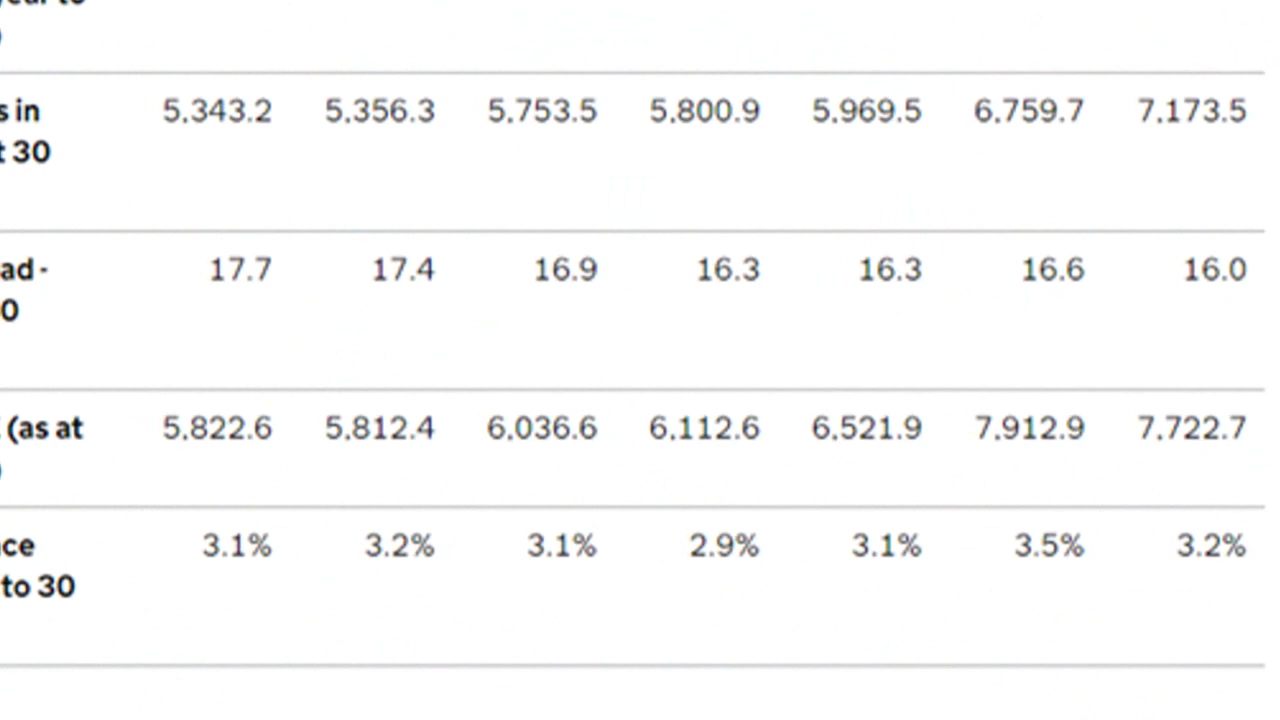 s in 5,343.2 5,356.3 5,753.5 5,800.9 5,969.5 6,759.7 7,173.5
t 30
ad - 17.7 17.4 16.9 16.3 16.3 16.6 16.0
0
(as at 5,822.6 5,812.4 6,036.6 6,112.6 6,521.9 7,912.9 7,722.7
)
ce 3.1% 3.2% 3.1% 2.9% 3.1% 3.5% 3.2%
to 30